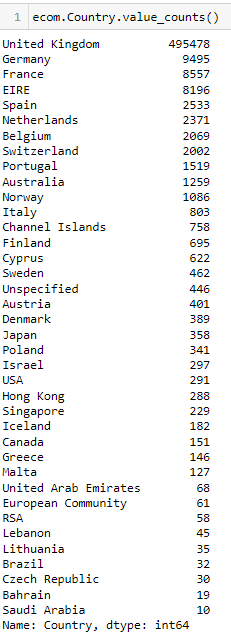 1 ecom.Country.value_counts()
United Kingdom 495478
Germany 9495
France 8557
EIRE 8196
Spain 2533
Netherlands 2371
Belgium 2069
Switzerland 2002
Portugal 1519
Australia 1259
Norway 1086
Italy 803
Channel Islands 758
Finland 695
Cyprus 622
Sweden 462
Unspecified 446
Austria 401
Denmark 389
Japan 358
Poland 341
Israel 297
USA 291
Hong Kong 288
Singapore 229
Iceland 182
Canada 151
Greece 146
Malta 127
United Arab Emirates 68
European Community 61
RSA 58
Lebanon 45
Lithuania 35
Brazil 32
Czech Republic 30
Bahrain 19
Saudi Arabia 10
Name: Country, dtype: int64